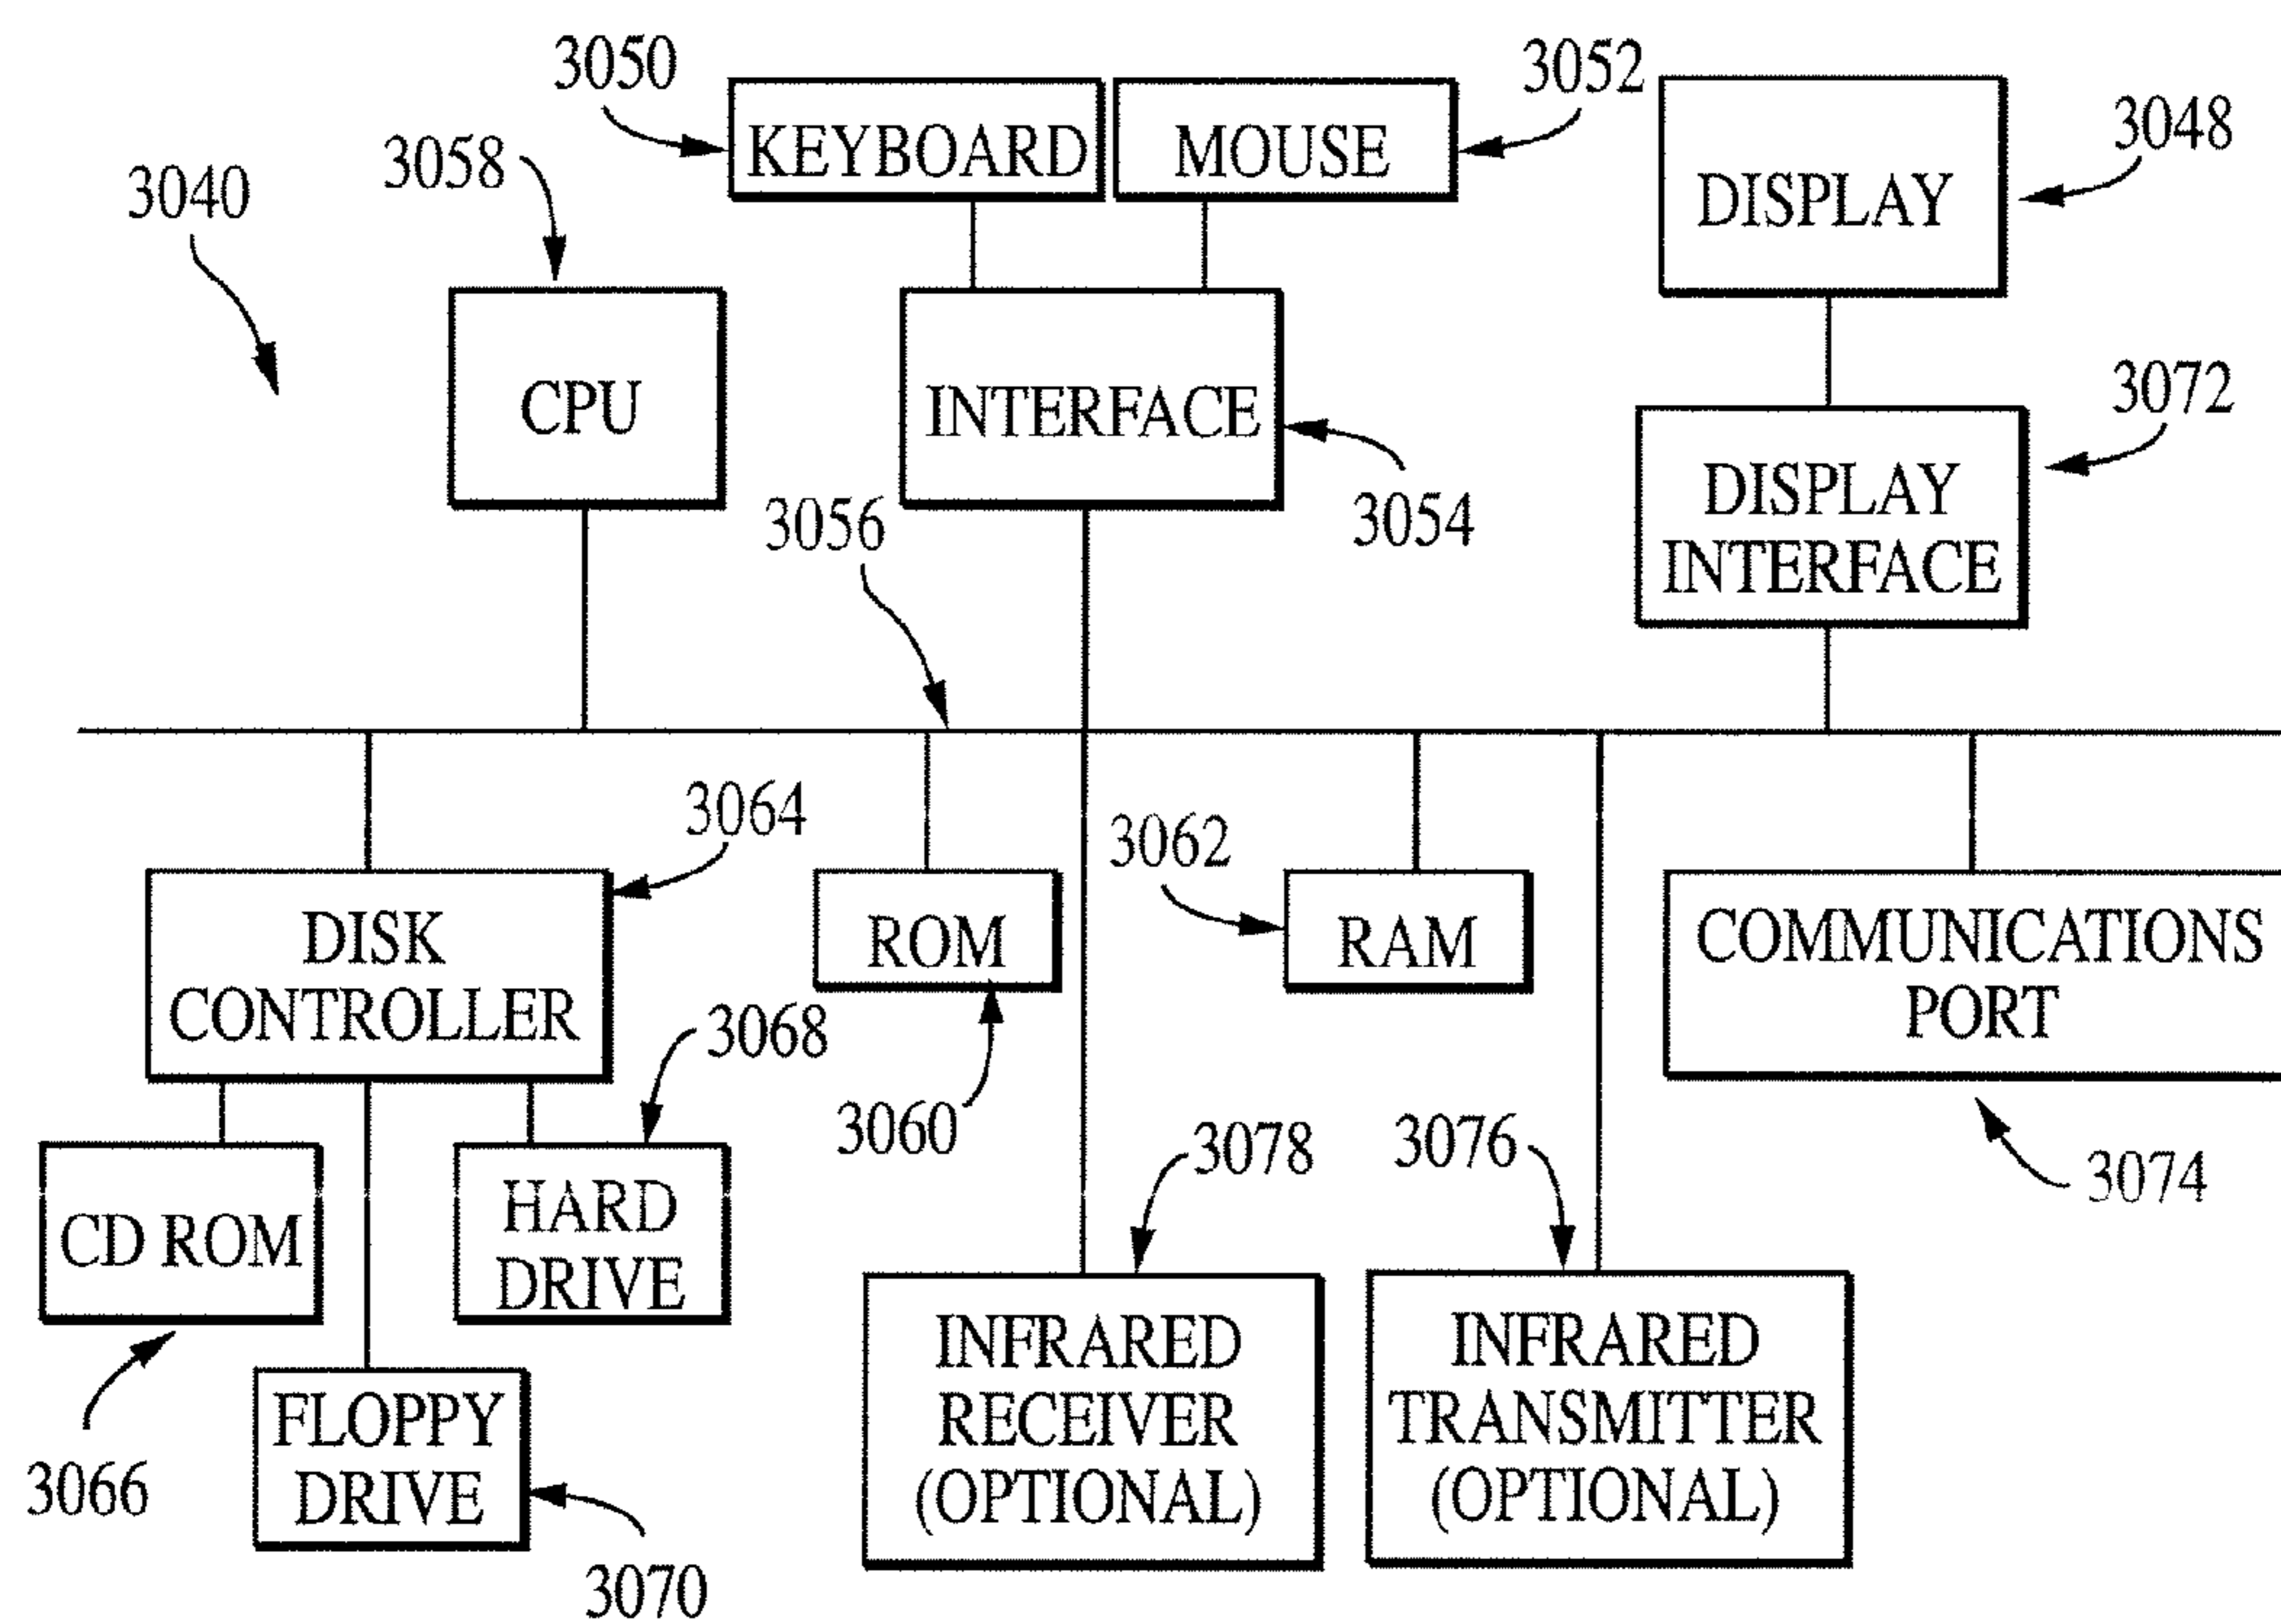 3050
KEYBOARD
MOUSE
3052
3048
3058
3040
DISPLAY
CPU
INTERFACE
3072
3056
3054
DISPLAY
INTERFACE
3064
3062
DISK
CONTROLLER
ROM
RAM
COMMUNICATIONS
PORT
3068
3060
3078
3076
3074
CD ROM
HARD
DRIVE
3066
FLOPPY
DRIVE
3070
INFRARED
RECEIVER
(OPTIONAL)
INFRARED
TRANSMITTER
(OPTIONAL)